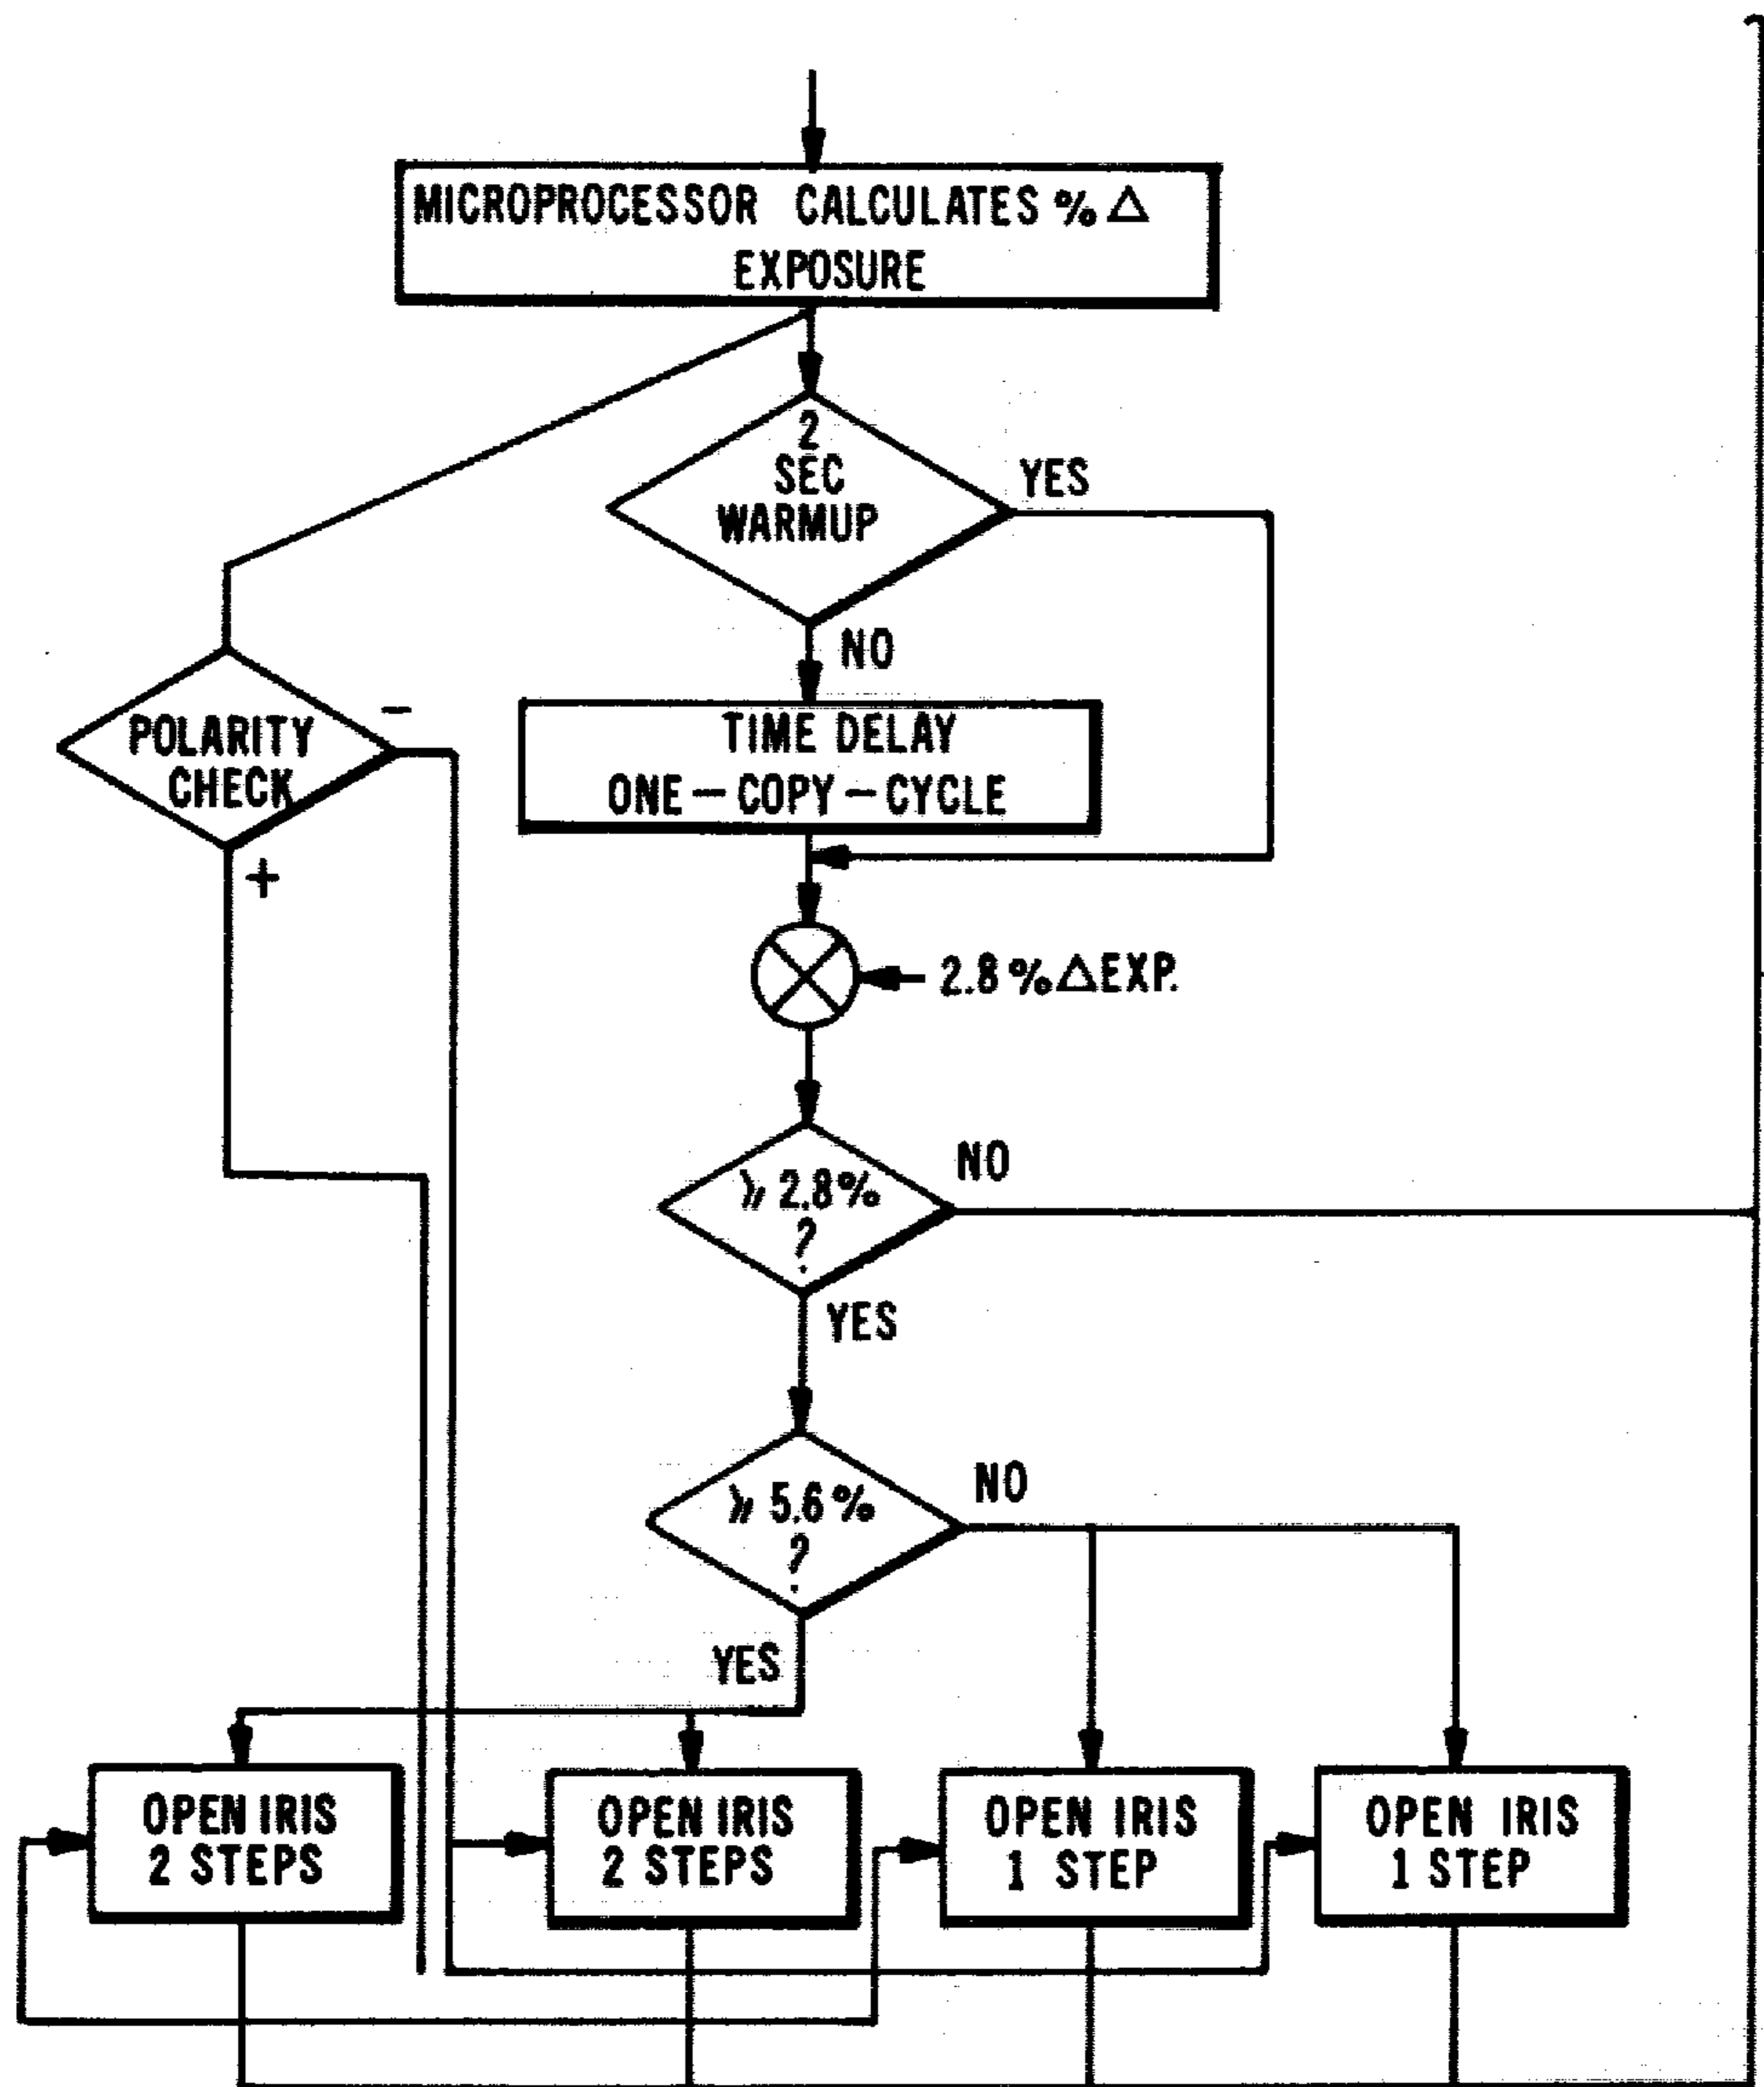 MICROPROCESSOR CALCULATES % Δ
EXPOSURE
2
SEC
WARMUP
YES
NO
POLARITY
CHECK
−
+
TIME DELAY
ONE – COPY – CYCLE
2.8 % Δ EXP.
⩾ 2.8 %
?
NO
YES
⩾ 5.6 %
?
NO
YES
OPEN IRIS
2 STEPS
OPEN IRIS
2 STEPS
OPEN IRIS
1 STEP
OPEN IRIS
1 STEP